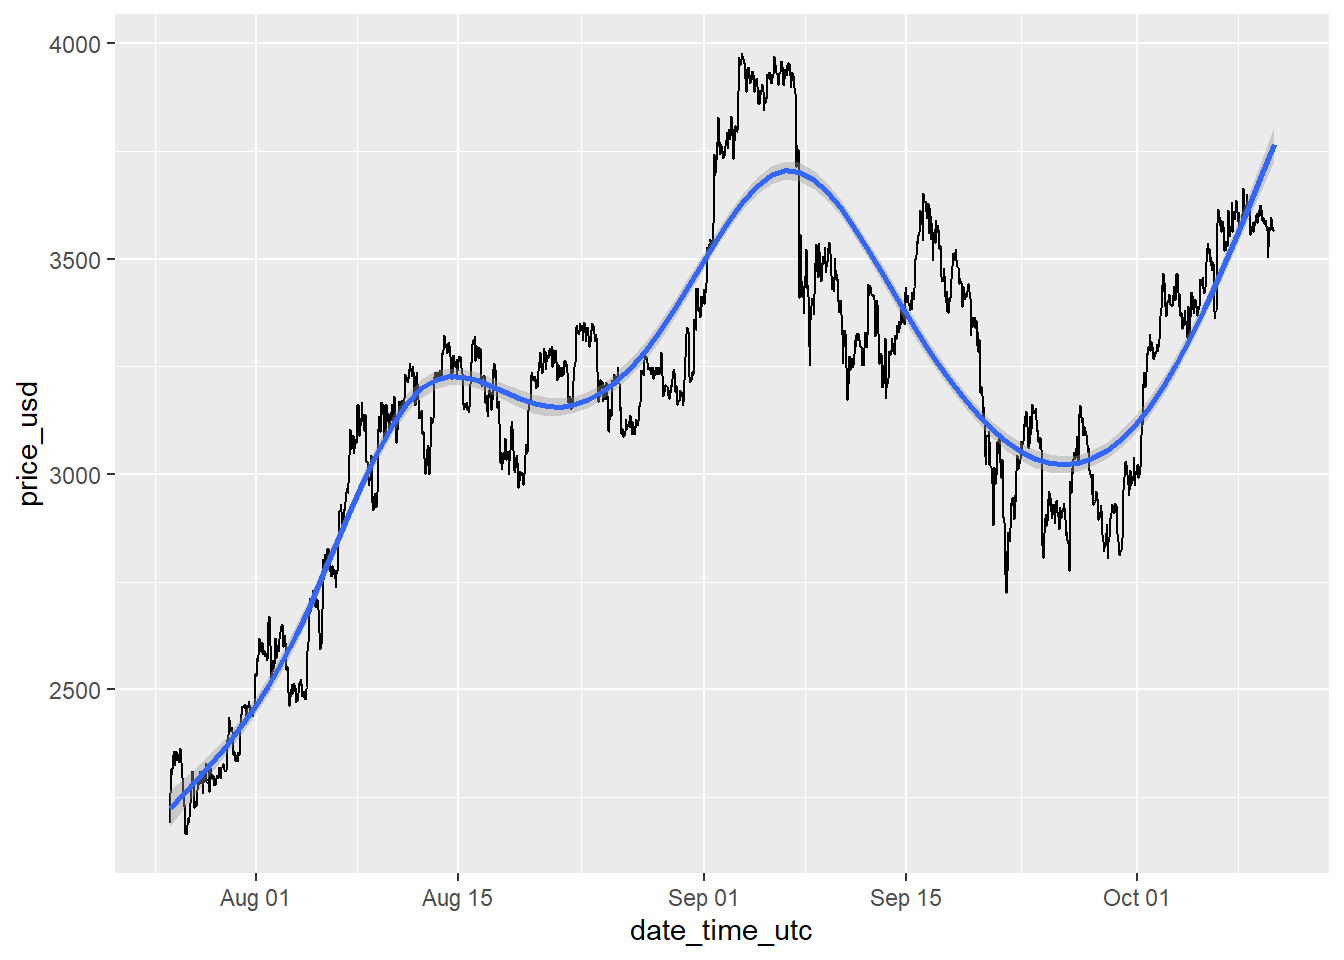 4000
3500
3000
2500
price_usd
Aug 01
Aug 15
Sep 01
Sep 15
Oct 01
date_time_utc